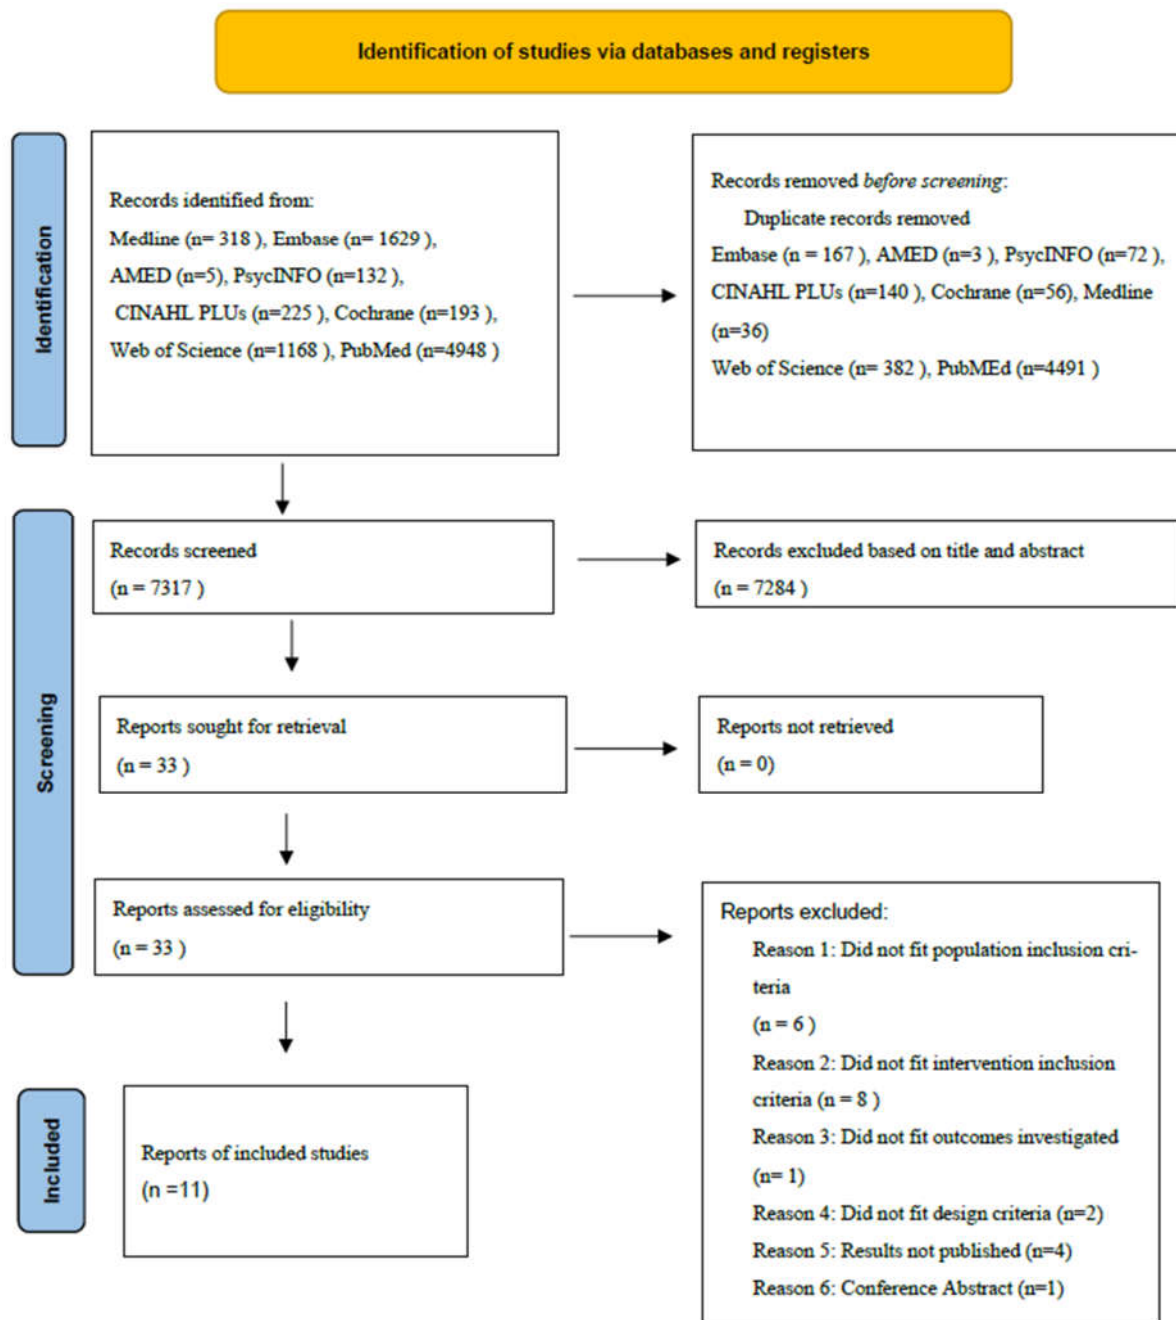 Identification of studies via databases and registers
Identification
Records identified from:
Medline (n= 318 ), Embase (n= 1629 ),
AMED (n=5), PsycINFO (n=132 ),
CINAHL PLUs (n=225 ), Cochrane (n=193 ),
Web of Science (n=1168 ), PubMed (n=4948 )
Records removed before screening:
Duplicate records removed
Embase (n = 167 ), AMED (n=3 ), PsycINFO (n=72 ),
CINAHL PLUs (n=140 ), Cochrane (n=56), Medline
(n=36)
Web of Science (n= 382 ), PubMEd (n=4491 )
Screening
Records screened
(n = 7317 )
Records excluded based on title and abstract
(n = 7284 )
Reports sought for retrieval
(n = 33 )
Reports not retrieved
(n = 0)
Reports assessed for eligibility
(n = 33 )
Reports excluded:
Reason 1: Did not fit population inclusion cri-
teria
(n = 6 )
Reason 2: Did not fit intervention inclusion
criteria (n = 8 )
Reason 3: Did not fit outcomes investigated
(n= 1)
Reason 4: Did not fit design criteria (n=2)
Reason 5: Results not published (n=4)
Reason 6: Conference Abstract (n=1)
Included
Reports of included studies
(n =11)